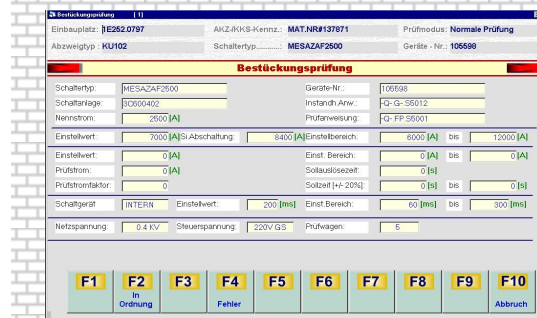 Bestückungsprüfung [ 1]
Einbauplatz: 1E252.0797 AKZ-/KKS-Kennz.: MAT.NR#137871 Prüfmodus: Normale Prüfung
Abzweigtyp : KU102 Schaltertyp...........: MESAZAF2500 Geräte - Nr.: 105598
Bestückungsprüfung
Schaltertyp: MESAZAF2500 Geräte-Nr.: 105598
Schaltanlage: 3C600402 Instandh.Anw.: -Q-.G-.S5012
Nennstrom: 2500 [A] Prüfanweisung: -Q-.FP.S5001
Einstellwert: 7000 [A] Si.Abschaltung: 8400 [A] Einstellbereich: 6000 [A] bis 12000 [A]
Einstellwert: 0 [A] Einst. Bereich: 0 [A] bis 0 [A]
Prüfstrom: 0 [A] Sollauslösezeit: 0 [s]
Prüfstromfaktor: 0 Sollzeit [+/- 20%]: 0 [s] bis 0 [s]
Schaltgerät INTERN Einstellwert: 200 [ms] Einst.Bereich: 60 [ms] bis 300 [ms]
Netzspannung: 0.4 KV Steuerspannung: 220V GS Prüfwagen: 5
F1 F2 F3 F4 F5 F6 F7 F8 F9 F10
In
Ordnung Fehler Abbruch